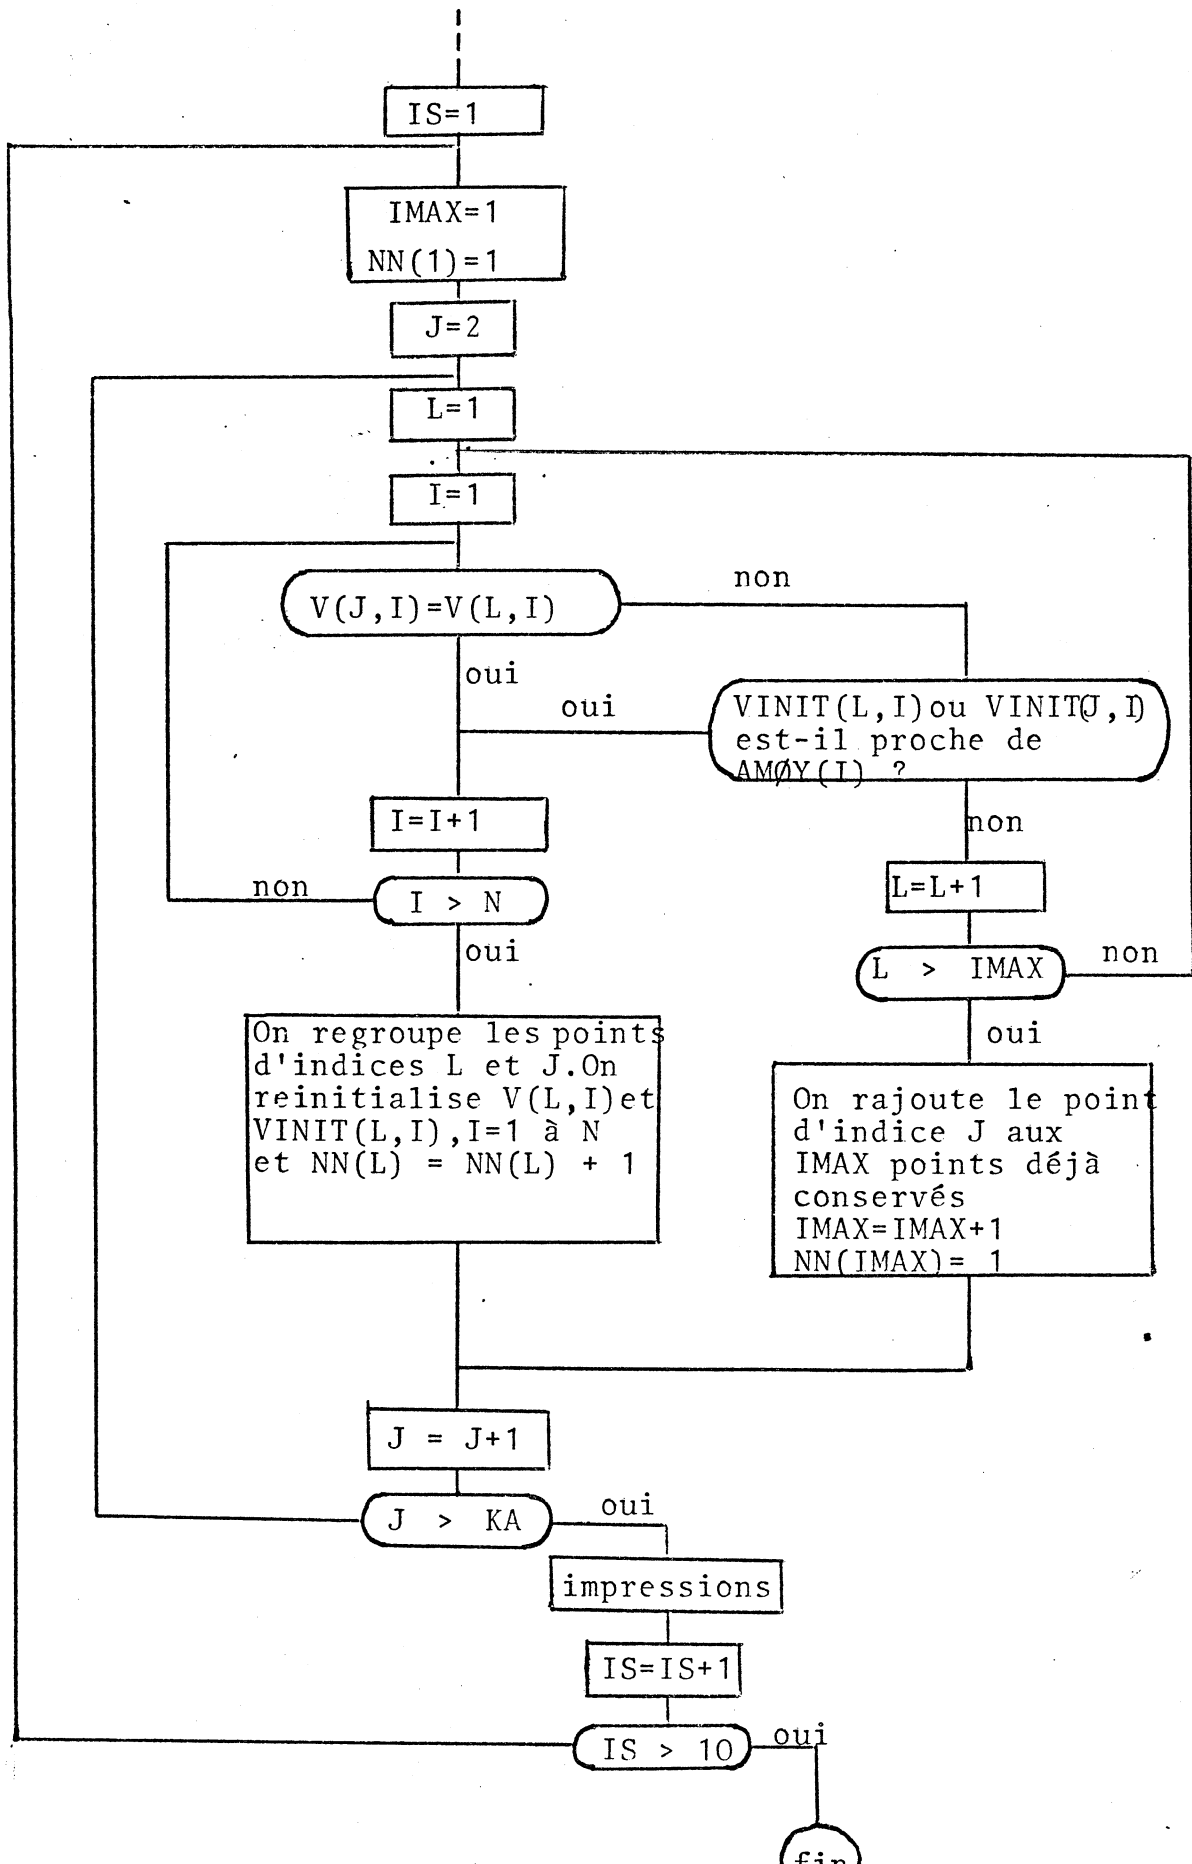 IS=1
IMAX=1
NN(1)=1
J=2
L=1
I=1
V(J,I)=V(L,I)
non
oui
oui
VINIT(L,I)ou VINIT(J,I)
est-il proche de
AMØY(I) ?
I=I+1
non
L=L+1
non
I > N
oui
L > IMAX
non
oui
On regroupe les points
d'indices L et J.On
reinitialise V(L,I)et
VINIT(L,I),I=1 à N
et NN(L) = NN(L) + 1
On rajoute le point
d'indice J aux
IMAX points déjà
conservés
IMAX=IMAX+1
NN(IMAX)= 1
J = J+1
J > KA
oui
impressions
IS=IS+1
IS > 10
oui
fin